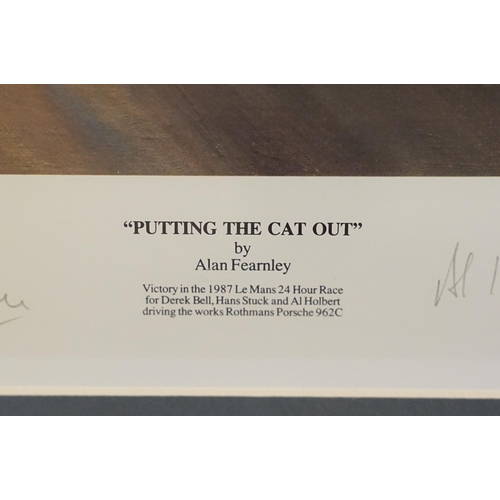 “PUTTING THE CAT OUT”
by
Alan Fearnley
Victory in the 1987 Le Mans 24 Hour Race
for Derek Bell, Hans Stuck and Al Holbert
driving the works Rothmans Porsche 962C
Al